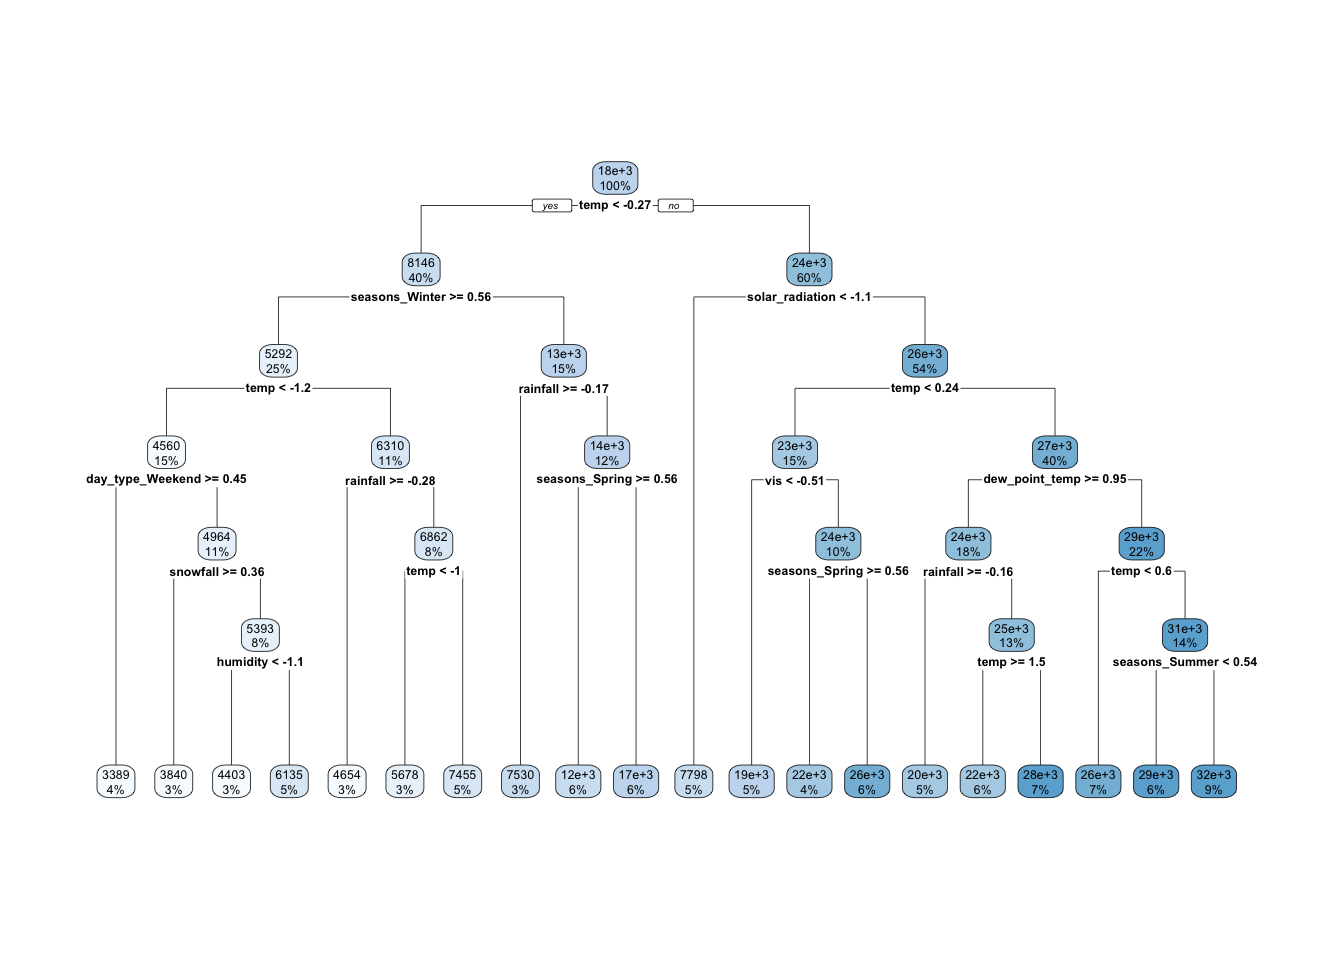 18e+3
100%
yes temp < -0.27 no
8146
40%
24e+3
60%
seasons_Winter >= 0.56
solar_radiation < -1.1
5292
25%
13e+3
15%
26e+3
54%
temp < -1.2
rainfall >= -0.17
temp < 0.24
4560
15%
6310
11%
14e+3
12%
23e+3
15%
27e+3
40%
day_type_Weekend >= 0.45
rainfall >= -0.28
seasons_Spring >= 0.56
vis < -0.51
dew_point_temp >= 0.95
4964
11%
6862
8%
24e+3
10%
24e+3
18%
29e+3
22%
snowfall >= 0.36
temp < -1
seasons_Spring >= 0.56
rainfall >= -0.16
temp < 0.6
5393
8%
25e+3
13%
31e+3
14%
humidity < -1.1
temp >= 1.5
seasons_Summer < 0.54
3389
4%
3840
3%
4403
3%
6135
5%
4654
3%
5678
3%
7455
5%
7530
3%
12e+3
6%
17e+3
6%
7798
5%
19e+3
5%
22e+3
4%
26e+3
6%
20e+3
5%
22e+3
6%
28e+3
7%
26e+3
7%
29e+3
6%
32e+3
9%